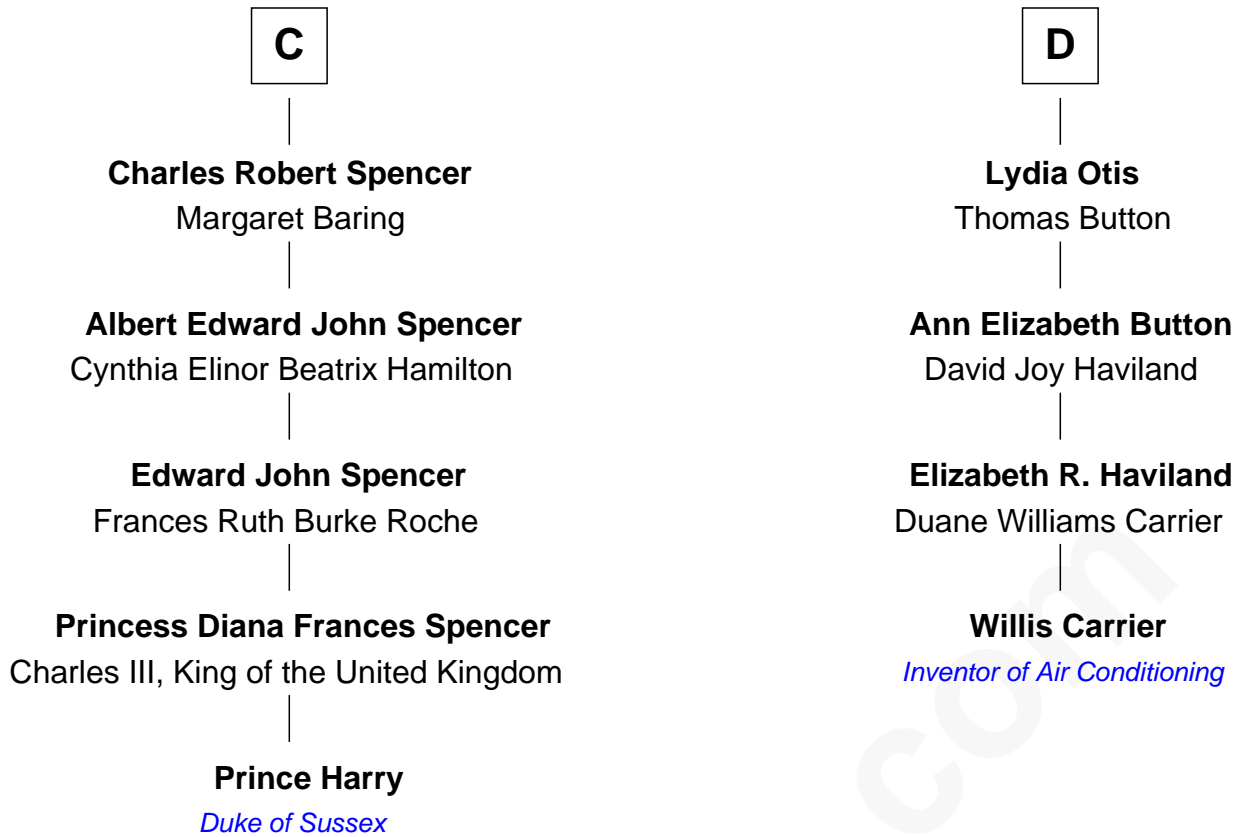 C
Charles Robert Spencer
Margaret Baring
Albert Edward John Spencer
Cynthia Elinor Beatrix Hamilton
Edward John Spencer
Frances Ruth Burke Roche
Princess Diana Frances Spencer
Charles III, King of the United Kingdom
Prince Harry
Duke of Sussex
D
Lydia Otis
Thomas Button
Ann Elizabeth Button
David Joy Haviland
Elizabeth R. Haviland
Duane Williams Carrier
Willis Carrier
Inventor of Air Conditioning
com